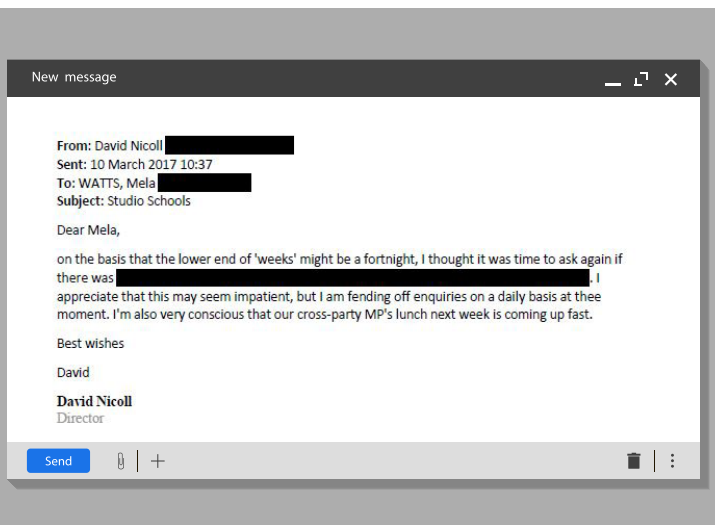 New message
From: David Nicoll
Sent: 10 March 2017 10:37
To: WATTS, Mela
Subject: Studio Schools
Dear Mela,
on the basis that the lower end of 'weeks' might be a fortnight, I thought it was time to ask again if
there was . I
appreciate that this may seem impatient, but I am fending off enquiries on a daily basis at thee
moment. I'm also very conscious that our cross-party MP's lunch next week is coming up fast.
Best wishes
David
David Nicoll
Director
Send